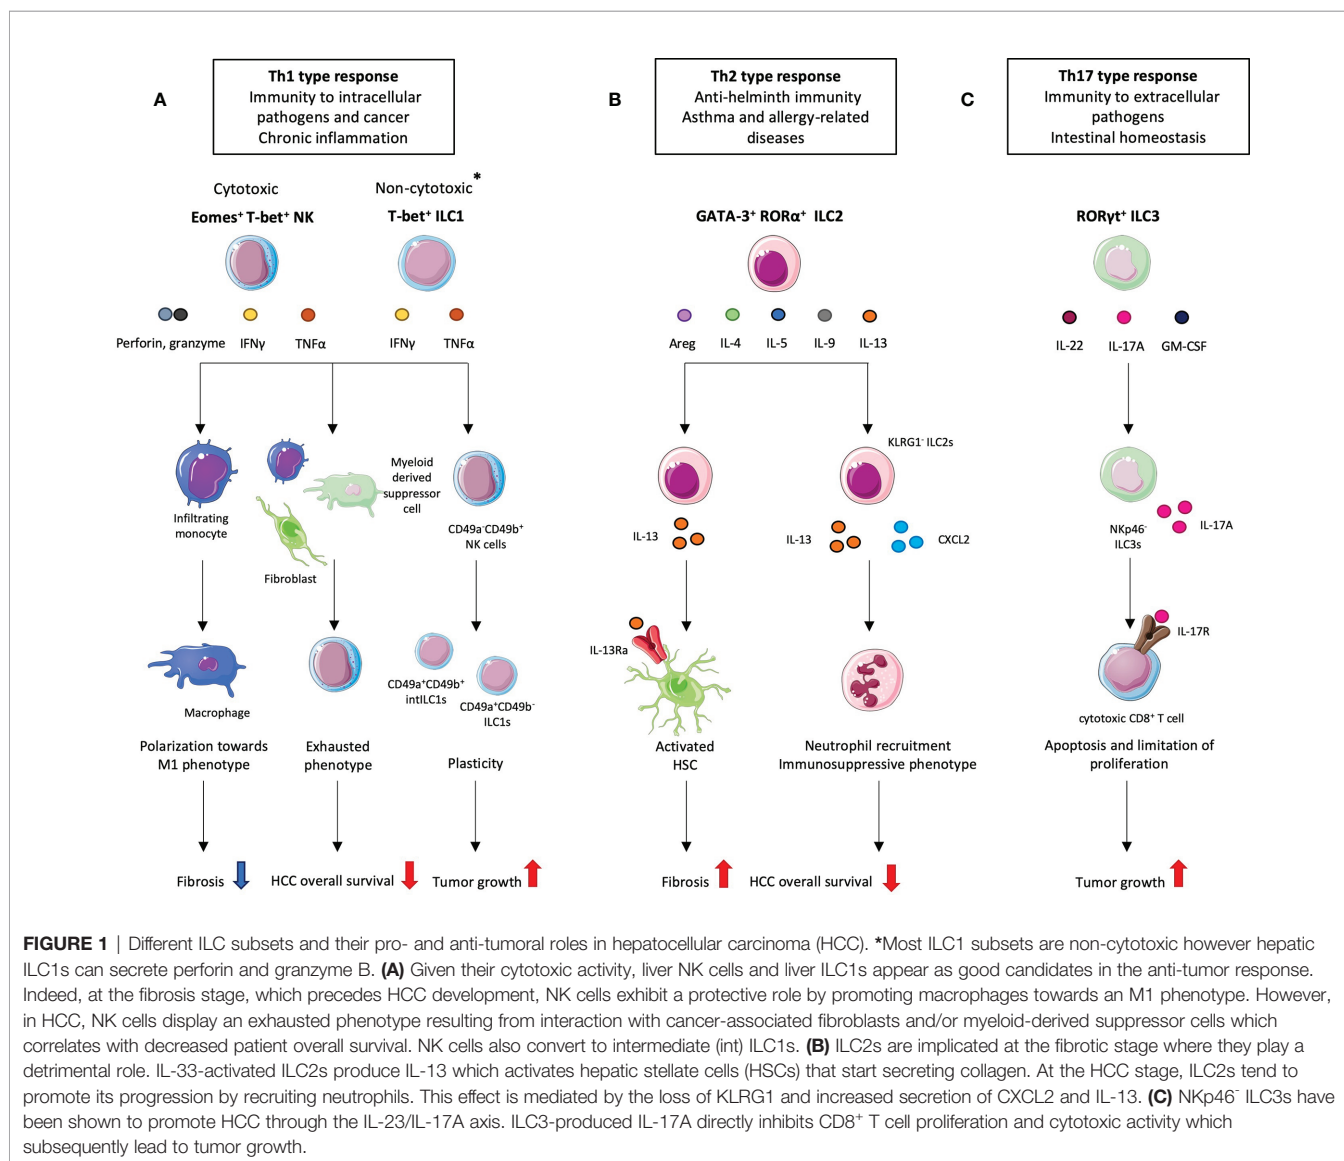 A
Th1 type response
Immunity to intracellular
pathogens and cancer
Chronic inflammation
Cytotoxic
Eomes⁺ T-bet⁺ NK
Non-cytotoxic*
T-bet⁺ ILC1
Perforin, granzyme
IFNγ
TNFα
IFNγ
TNFα
Infiltrating
monocyte
Myeloid
derived
suppressor
cell
Fibroblast
CD49a⁻CD49b⁺
NK cells
Macrophage
CD49a⁺CD49b⁺
intILC1s
CD49a⁺CD49b⁻
ILC1s
Polarization towards
M1 phenotype
Exhausted
phenotype
Plasticity
Fibrosis
HCC overall survival
Tumor growth
B
Th2 type response
Anti-helminth immunity
Asthma and allergy-related
diseases
GATA-3⁺ RORα⁺ ILC2
Areg
IL-4
IL-5
IL-9
IL-13
KLRG1⁻ ILC2s
IL-13
IL-13
CXCL2
IL-13Ra
Activated
HSC
Neutrophil recruitment
Immunosuppressive phenotype
Fibrosis
HCC overall survival
C
Th17 type response
Immunity to extracellular
pathogens
Intestinal homeostasis
RORγt⁺ ILC3
IL-22
IL-17A
GM-CSF
NKp46⁻
ILC3s
IL-17A
IL-17R
cytotoxic CD8⁺ T cell
Apoptosis and limitation of
proliferation
Tumor growth
FIGURE 1 | Different ILC subsets and their pro- and anti-tumoral roles in hepatocellular carcinoma (HCC). *Most ILC1 subsets are non-cytotoxic however hepatic
ILC1s can secrete perforin and granzyme B. (A) Given their cytotoxic activity, liver NK cells and liver ILC1s appear as good candidates in the anti-tumor response.
Indeed, at the fibrosis stage, which precedes HCC development, NK cells exhibit a protective role by promoting macrophages towards an M1 phenotype. However,
in HCC, NK cells display an exhausted phenotype resulting from interaction with cancer-associated fibroblasts and/or myeloid-derived suppressor cells which
correlates with decreased patient overall survival. NK cells also convert to intermediate (int) ILC1s. (B) ILC2s are implicated at the fibrotic stage where they play a
detrimental role. IL-33-activated ILC2s produce IL-13 which activates hepatic stellate cells (HSCs) that start secreting collagen. At the HCC stage, ILC2s tend to
promote its progression by recruiting neutrophils. This effect is mediated by the loss of KLRG1 and increased secretion of CXCL2 and IL-13. (C) NKp46⁻ ILC3s have
been shown to promote HCC through the IL-23/IL-17A axis. ILC3-produced IL-17A directly inhibits CD8⁺ T cell proliferation and cytotoxic activity which
subsequently lead to tumor growth.